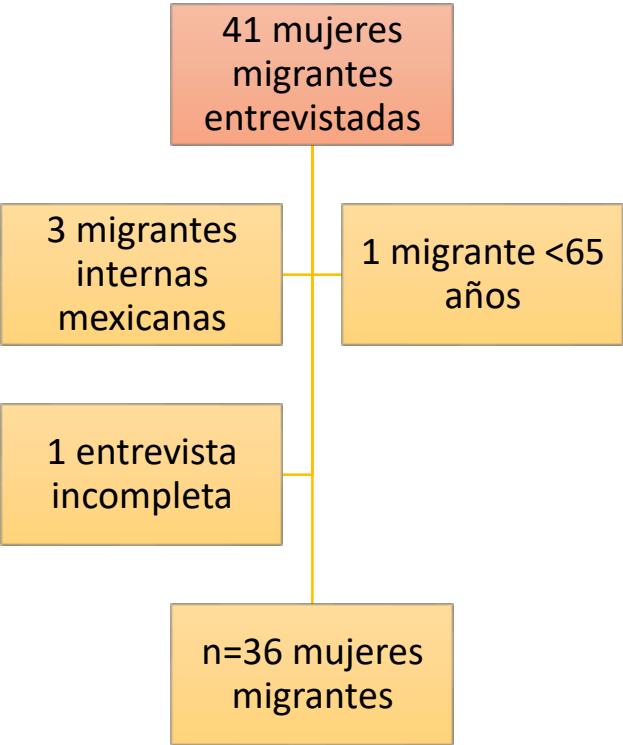 41 mujeres
migrantes
entrevistadas
3 migrantes
internas
mexicanas
1 migrante <65
años
1 entrevista
incompleta
n=36 mujeres
migrantes